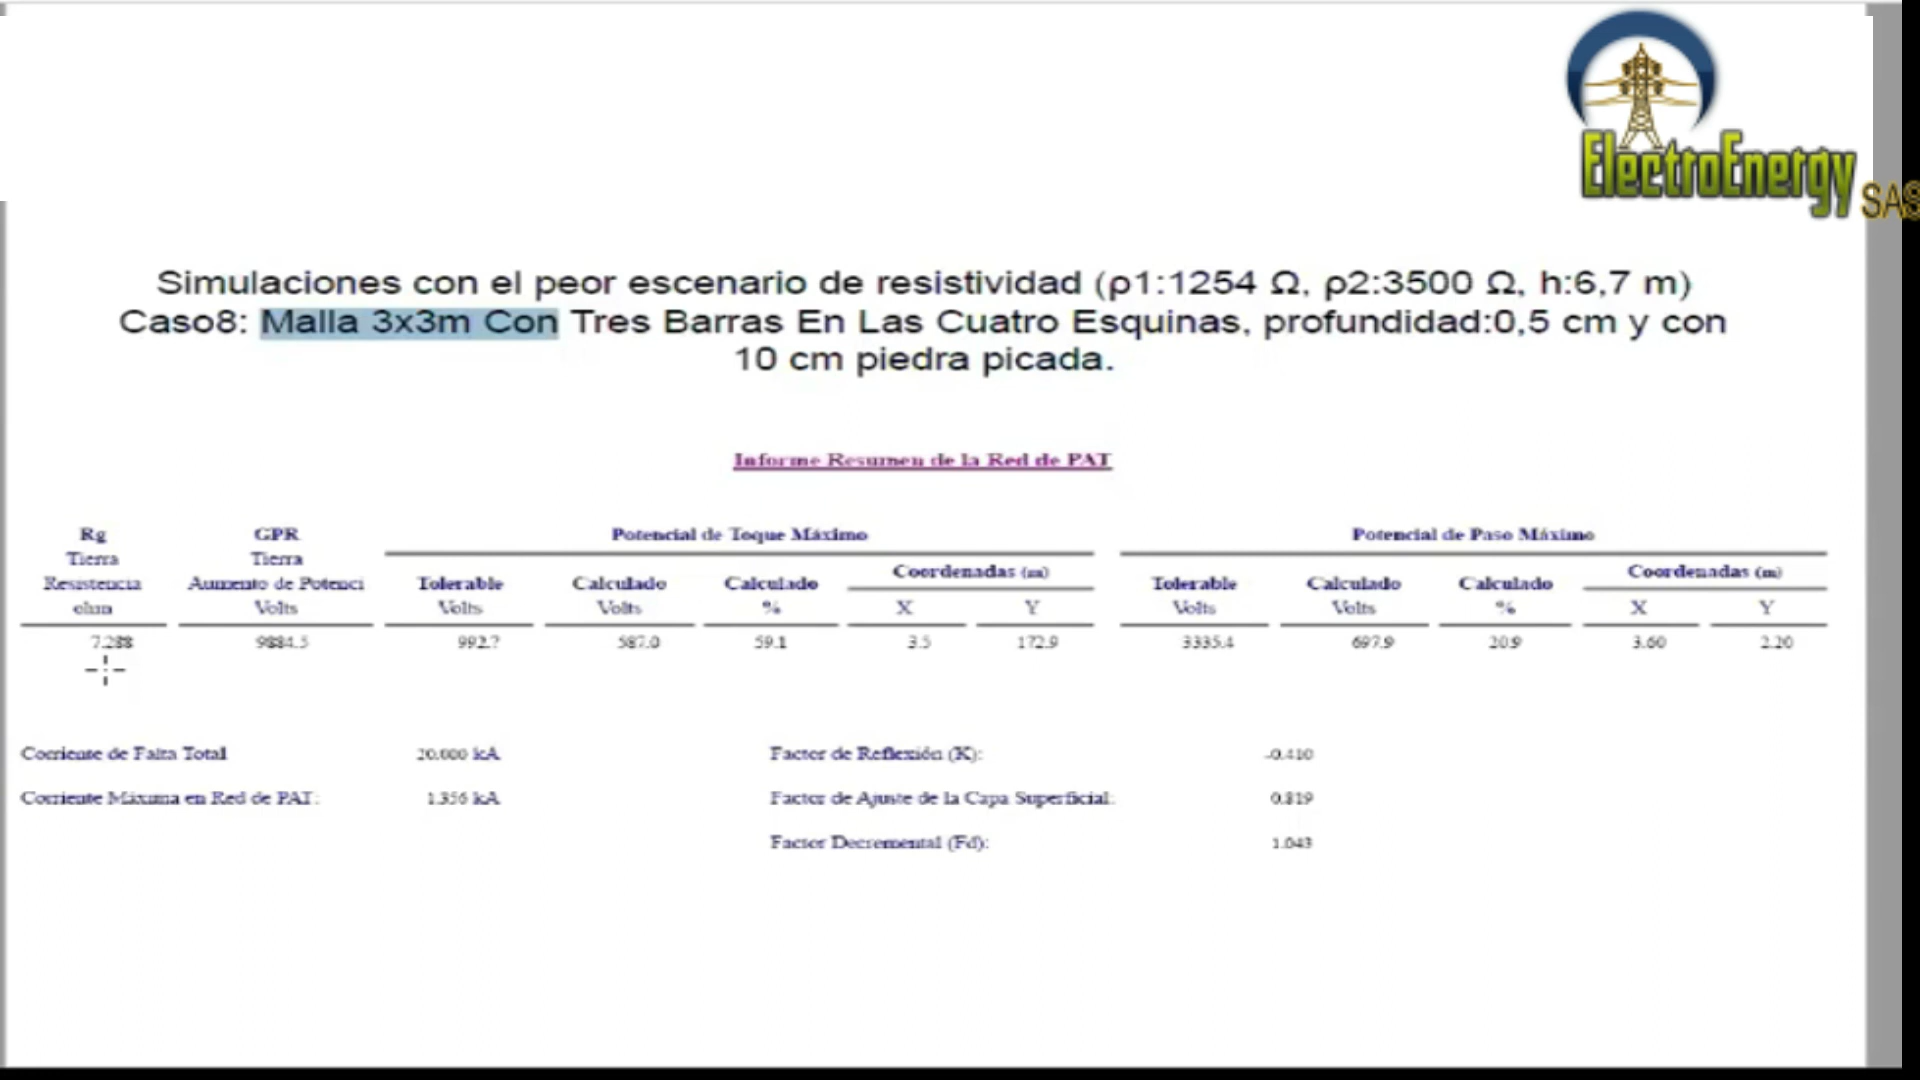 ElectroEnergy SAS
Simulaciones con el peor escenario de resistividad (ρ1:1254 Ω, ρ2:3500 Ω, h:6,7 m)
Caso8: Malla 3x3m Con Tres Barras En Las Cuatro Esquinas, profundidad:0,5 cm y con
10 cm piedra picada.
Informe Resumen de la Red de PAT
Rg GPR Potencial de Toque Máximo Potencial de Paso Máximo
Tierra Tierra
Coordenadas (m) Coordenadas (m)
Resistencia Aumento de Potenci Tolerable Calculado Calculado Tolerable Calculado Calculado
ohm Volts Volts Volts % X Y Volts Volts % X Y
7.288 9884.5 992.7 587.0 59.1 3.5 172.9 3335.4 697.9 20.9 3.60 2.20
Corriente de Falta Total 20.000 kA Factor de Reflexión (K): -0.410
Corriente Máxima en Red de PAT: 1.356 kA Factor de Ajuste de la Capa Superficial: 0.819
Factor Decremental (Fd): 1.043